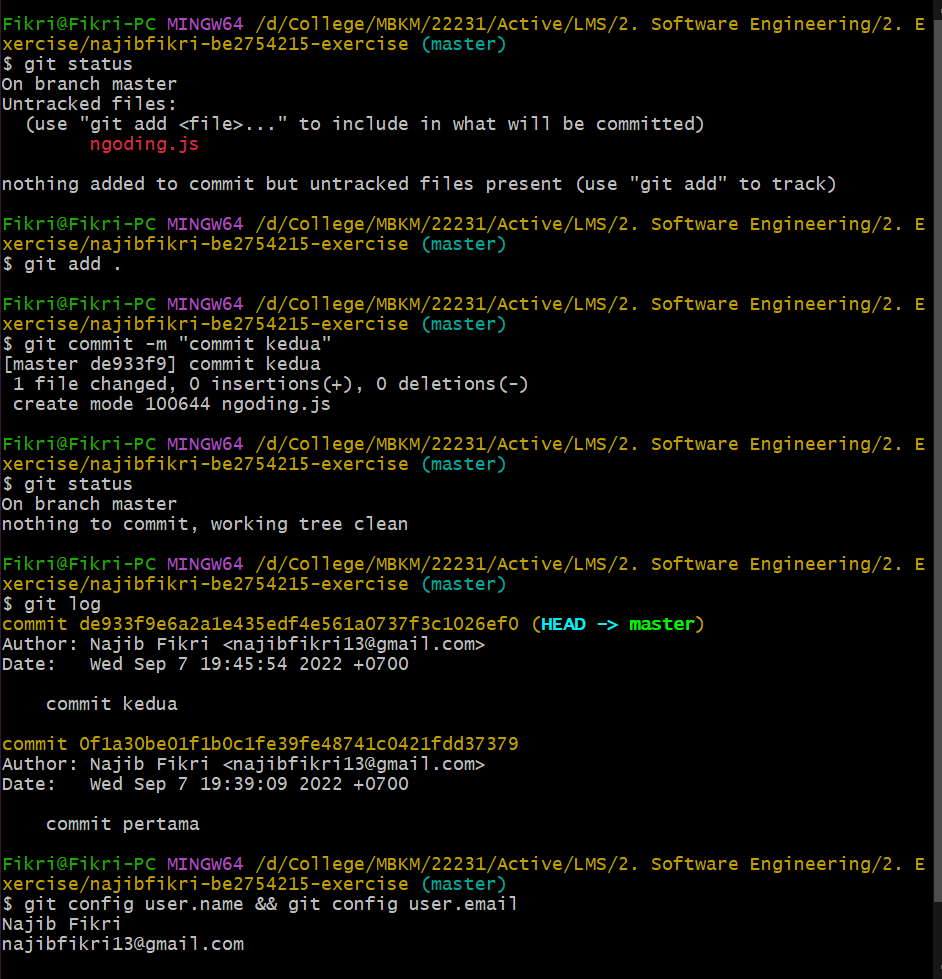 Fikri@Fikri-PC MINGW64 /d/College/MBKM/22231/Active/LMS/2. Software Engineering/2. E
xercise/najibfikri-be2754215-exercise (master)
$ git status
On branch master
Untracked files:
  (use "git add <file>..." to include in what will be committed)
        ngoding.js

nothing added to commit but untracked files present (use "git add" to track)

Fikri@Fikri-PC MINGW64 /d/College/MBKM/22231/Active/LMS/2. Software Engineering/2. E
xercise/najibfikri-be2754215-exercise (master)
$ git add .

Fikri@Fikri-PC MINGW64 /d/College/MBKM/22231/Active/LMS/2. Software Engineering/2. E
xercise/najibfikri-be2754215-exercise (master)
$ git commit -m "commit kedua"
[master de933f9] commit kedua
 1 file changed, 0 insertions(+), 0 deletions(-)
 create mode 100644 ngoding.js

Fikri@Fikri-PC MINGW64 /d/College/MBKM/22231/Active/LMS/2. Software Engineering/2. E
xercise/najibfikri-be2754215-exercise (master)
$ git status
On branch master
nothing to commit, working tree clean

Fikri@Fikri-PC MINGW64 /d/College/MBKM/22231/Active/LMS/2. Software Engineering/2. E
xercise/najibfikri-be2754215-exercise (master)
$ git log
commit de933f9e6a2a1e435edf4e561a0737f3c1026ef0 (HEAD -> master)
Author: Najib Fikri <najibfikri13@gmail.com>
Date:   Wed Sep 7 19:45:54 2022 +0700

    commit kedua

commit 0f1a30be01f1b0c1fe39fe48741c0421fdd37379
Author: Najib Fikri <najibfikri13@gmail.com>
Date:   Wed Sep 7 19:39:09 2022 +0700

    commit pertama

Fikri@Fikri-PC MINGW64 /d/College/MBKM/22231/Active/LMS/2. Software Engineering/2. E
xercise/najibfikri-be2754215-exercise (master)
$ git config user.name && git config user.email
Najib Fikri
najibfikri13@gmail.com